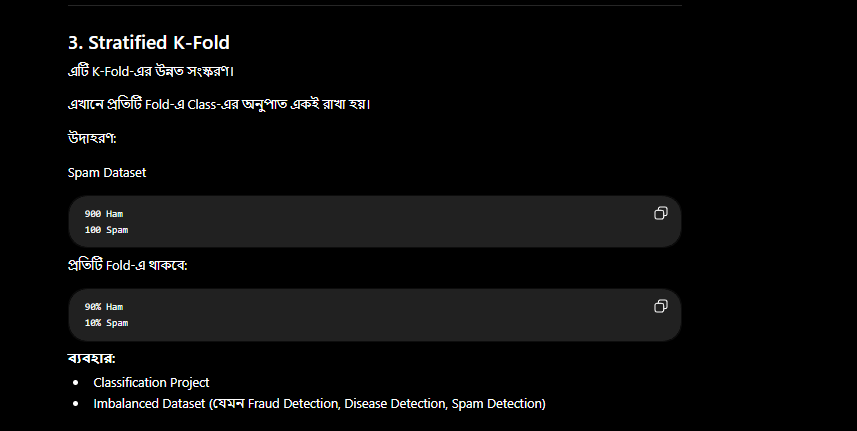 3. Stratified K-Fold
এটি K-Fold-এর উন্নত সংস্করণ।
এখানে প্রতিটি Fold-এ Class-এর অনুপাত একই রাখা হয়।
উদাহরণ:
Spam Dataset
900 Ham
100 Spam
প্রতিটি Fold-এ থাকবে:
90% Ham
10% Spam
ব্যবহার:
• Classification Project
• Imbalanced Dataset (যেমন Fraud Detection, Disease Detection, Spam Detection)